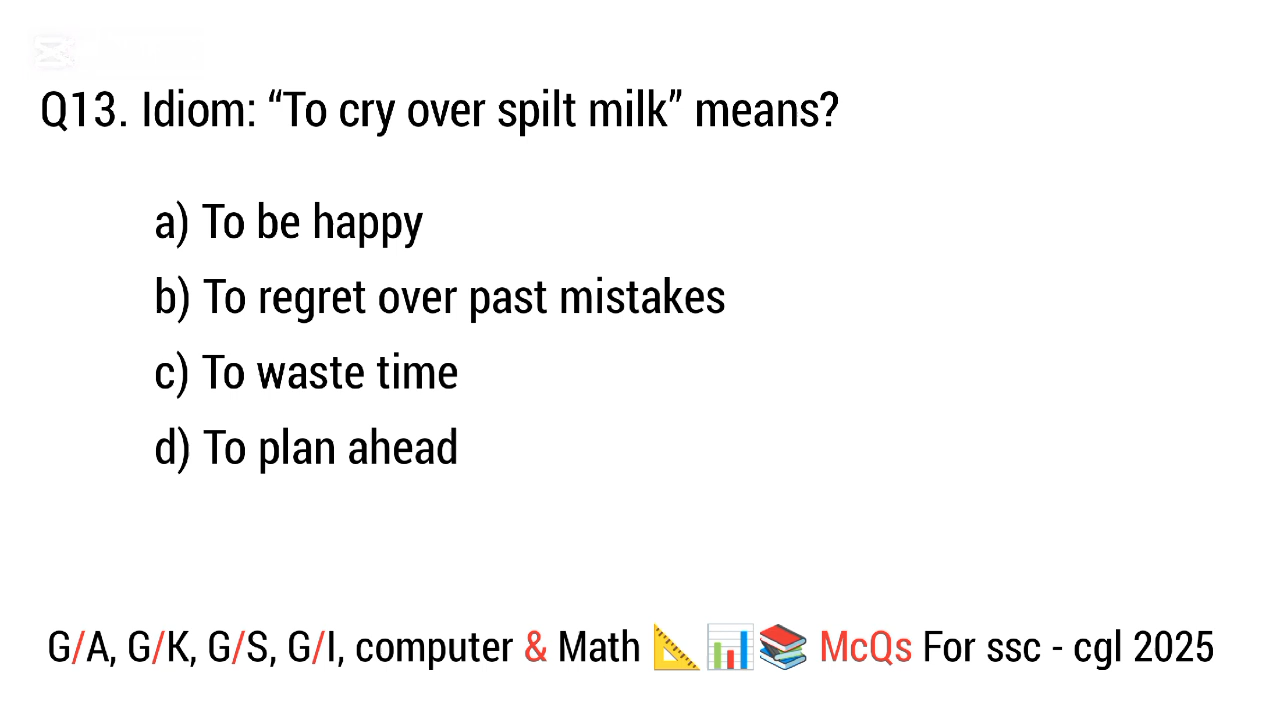 Q13. Idiom: “To cry over spilt milk” means?
a) To be happy
b) To regret over past mistakes
c) To waste time
d) To plan ahead
G/A, G/K, G/S, G/I, computer & Math 📐📊📚 McQs For ssc - cgl 2025